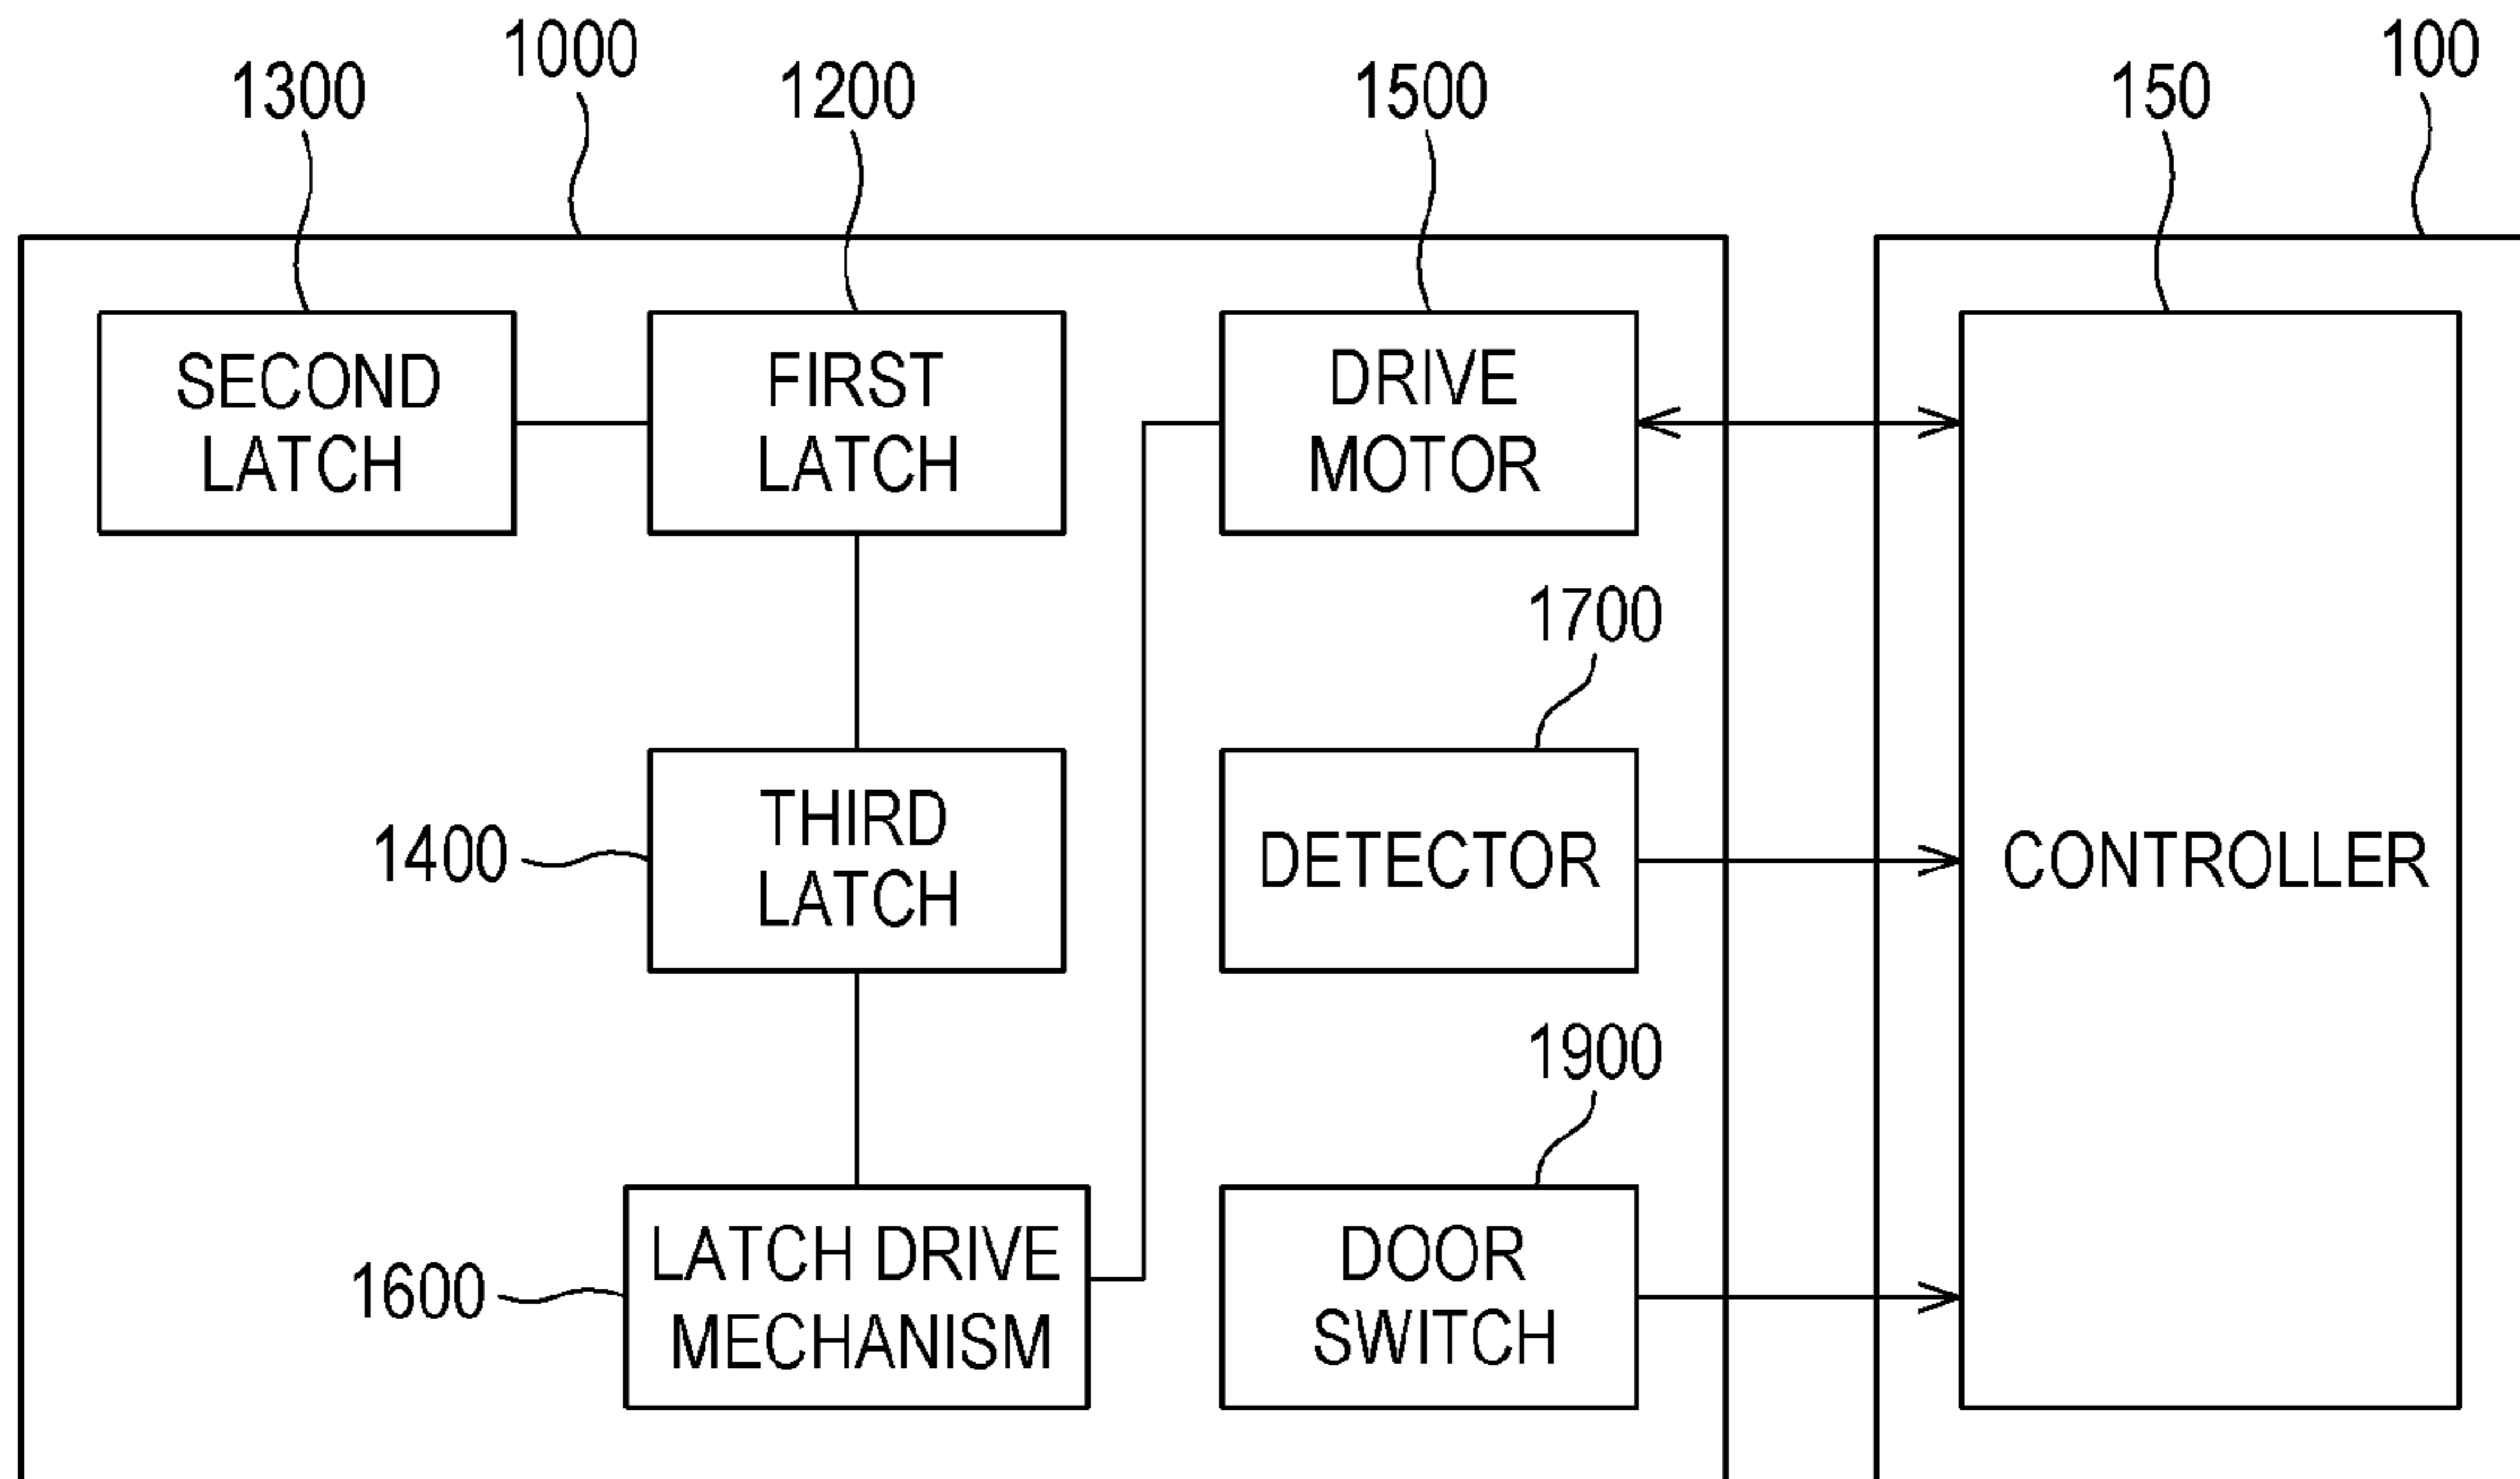 1000
100
1300
1200
1500
150
SECOND
LATCH
FIRST
LATCH
DRIVE
MOTOR
1700
1400
THIRD
LATCH
DETECTOR
CONTROLLER
1900
1600
LATCH DRIVE
MECHANISM
DOOR
SWITCH